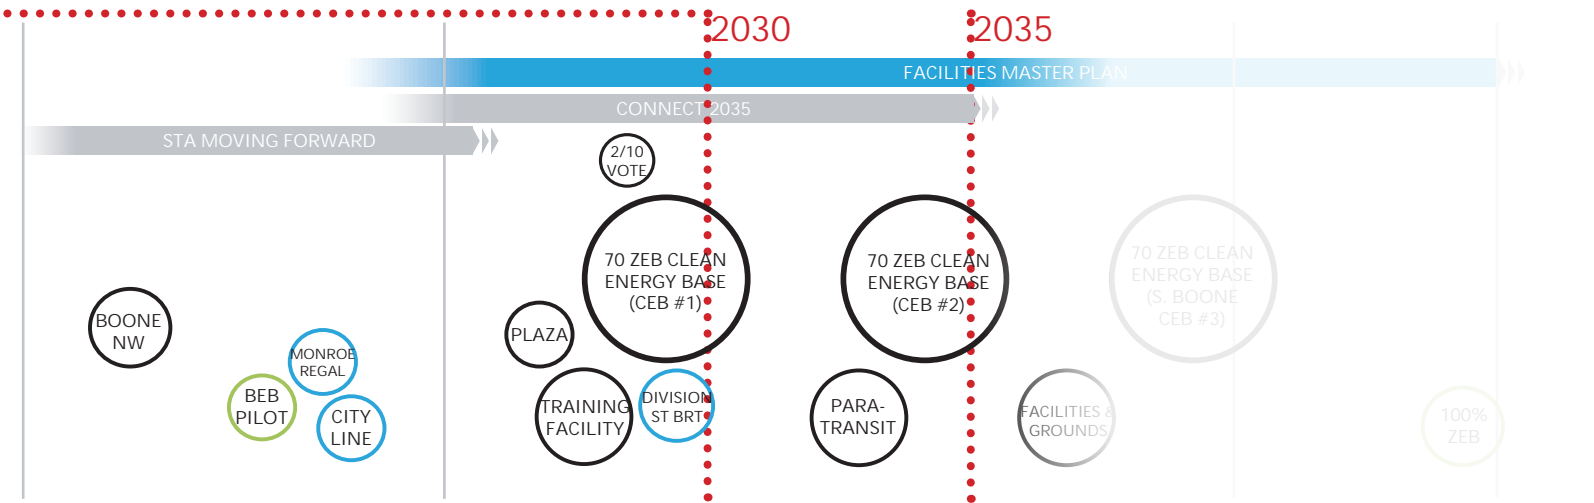 2030
2035
FACILITIES MASTER PLAN
CONNECT 2035
STA MOVING FORWARD
2/10
VOTE
70 ZEB CLEAN
ENERGY BASE
(CEB #1)
70 ZEB CLEAN
ENERGY BASE
(CEB #2)
70 ZEB CLEAN
ENERGY BASE
(S. BOONE
CEB #3)
BOONE
NW
PLAZA
MONROE
REGAL
BEB
PILOT
CITY
LINE
TRAINING
FACILITY
DIVISION
ST BRT
PARA-
TRANSIT
FACILITIES &
GROUNDS
100%
ZEB